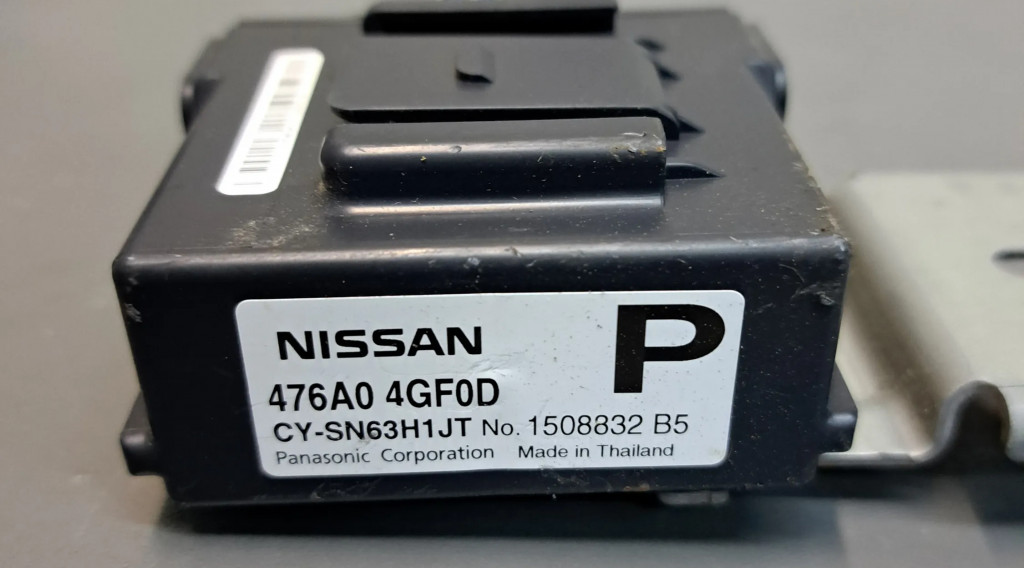 NISSAN
P
476A0 4GF0D
CY-SN63H1JT No. 1508832 B5
Panasonic Corporation Made in Thailand